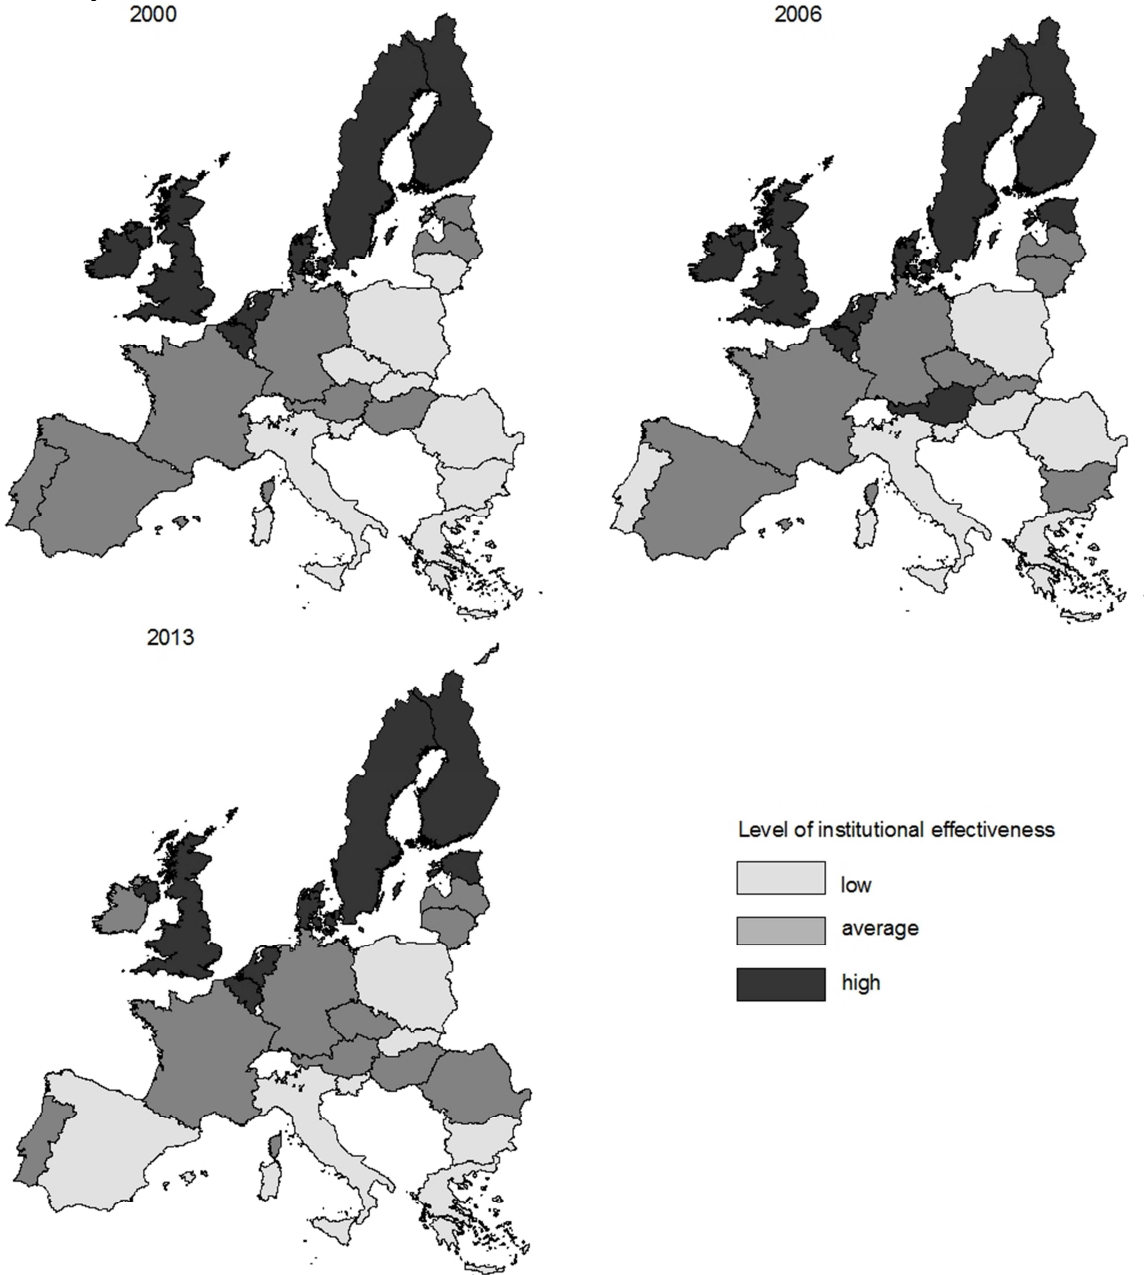 2000
2006
2013
Level of institutional effectiveness
low
average
high